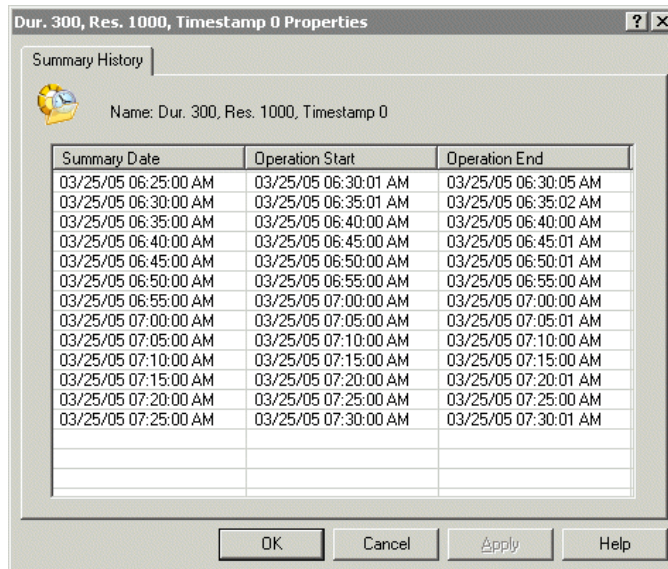 Dur. 300, Res. 1000, Timestamp 0 Properties
Summary History
Name: Dur. 300, Res. 1000, Timestamp 0
Summary Date Operation Start Operation End
03/25/05 06:25:00 AM 03/25/05 06:30:01 AM 03/25/05 06:30:05 AM
03/25/05 06:30:00 AM 03/25/05 06:35:01 AM 03/25/05 06:35:02 AM
03/25/05 06:35:00 AM 03/25/05 06:40:00 AM 03/25/05 06:40:00 AM
03/25/05 06:40:00 AM 03/25/05 06:45:00 AM 03/25/05 06:45:01 AM
03/25/05 06:45:00 AM 03/25/05 06:50:00 AM 03/25/05 06:50:01 AM
03/25/05 06:50:00 AM 03/25/05 06:55:00 AM 03/25/05 06:55:00 AM
03/25/05 06:55:00 AM 03/25/05 07:00:00 AM 03/25/05 07:00:00 AM
03/25/05 07:00:00 AM 03/25/05 07:05:00 AM 03/25/05 07:05:01 AM
03/25/05 07:05:00 AM 03/25/05 07:10:00 AM 03/25/05 07:10:00 AM
03/25/05 07:10:00 AM 03/25/05 07:15:00 AM 03/25/05 07:15:00 AM
03/25/05 07:15:00 AM 03/25/05 07:20:00 AM 03/25/05 07:20:01 AM
03/25/05 07:20:00 AM 03/25/05 07:25:00 AM 03/25/05 07:25:00 AM
03/25/05 07:25:00 AM 03/25/05 07:30:00 AM 03/25/05 07:30:01 AM
OK Cancel Apply Help